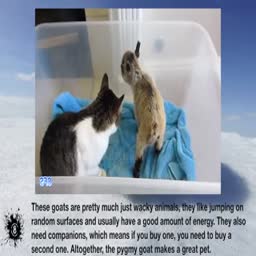 These goats are pretty much just wacky animals, they like jumping on
random surfaces and usually have a good amount of energy. They also
need companions, which means if you buy one, you need to buy a
second one. Altogether, the pygmy goat makes a great pet.